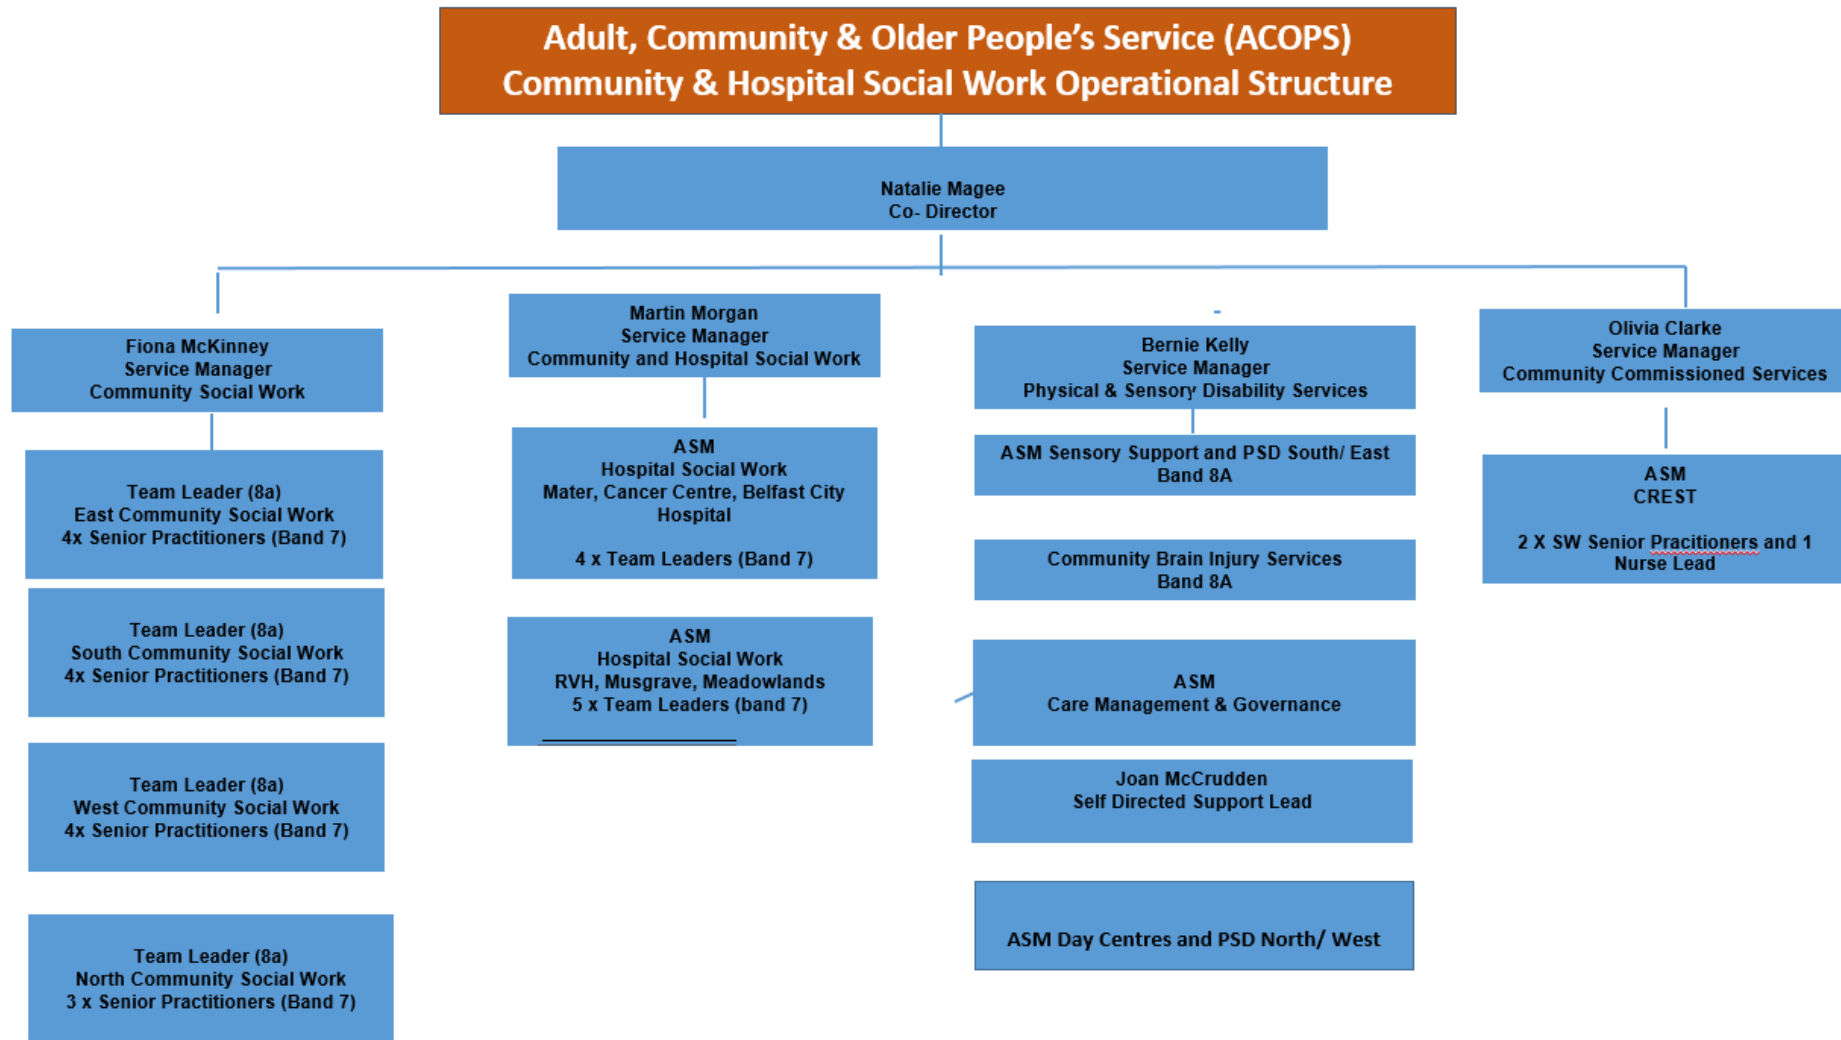 Adult, Community & Older People's Service (ACOPS)
Community & Hospital Social Work Operational Structure
Natalie Magee
Co- Director
Fiona McKinney
Service Manager
Community Social Work
Team Leader (8a)
East Community Social Work
4x Senior Practitioners (Band 7)
Team Leader (8a)
South Community Social Work
4x Senior Practitioners (Band 7)
Team Leader (8a)
West Community Social Work
4x Senior Practitioners (Band 7)
Team Leader (8a)
North Community Social Work
3 x Senior Practitioners (Band 7)
Martin Morgan
Service Manager
Community and Hospital Social Work
ASM
Hospital Social Work
Mater, Cancer Centre, Belfast City
Hospital
4 x Team Leaders (Band 7)
ASM
Hospital Social Work
RVH, Musgrave, Meadowlands
5 x Team Leaders (band 7)
Bernie Kelly
Service Manager
Physical & Sensory Disability Services
ASM Sensory Support and PSD South/ East
Band 8A
Community Brain Injury Services
Band 8A
ASM
Care Management & Governance
Joan McCrudden
Self Directed Support Lead
ASM Day Centres and PSD North/ West
Olivia Clarke
Service Manager
Community Commissioned Services
ASM
CREST
2 X SW Senior Pracitioners and 1
Nurse Lead